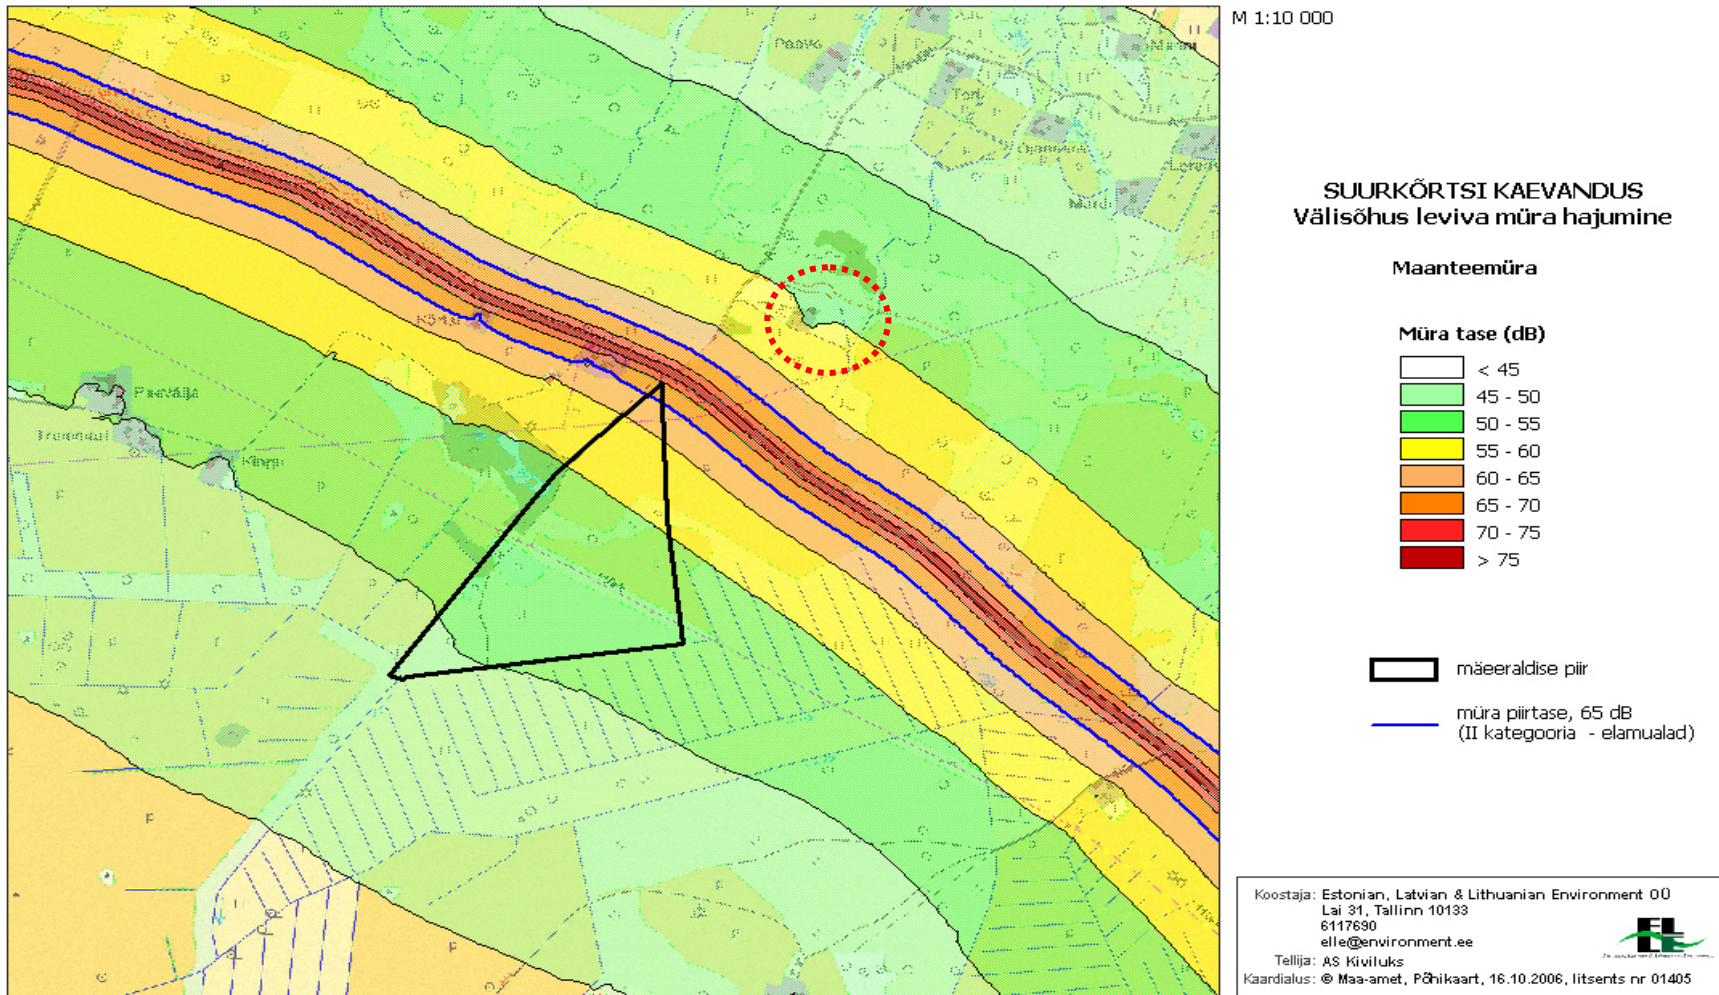 M 1:10 000
SUURKÕRTSI KAEVANDUS
Välisõhus leviva müra hajumine
Maanteemüra
Müra tase (dB)
< 45
45 - 50
50 - 55
55 - 60
60 - 65
65 - 70
70 - 75
> 75
mäeeraldise piir
müra piirtase, 65 dB
(II kategooria - elamualad)
Koostaja: Estonian, Latvian & Lithuanian Environment OÜ
Lai 31, Tallinn 10133
6117690
elle@environment.ee
Tellija: AS Kiviluks
Kaardialus: © Maa-amet, Põhikaart, 16.10.2006, litsents nr 01405